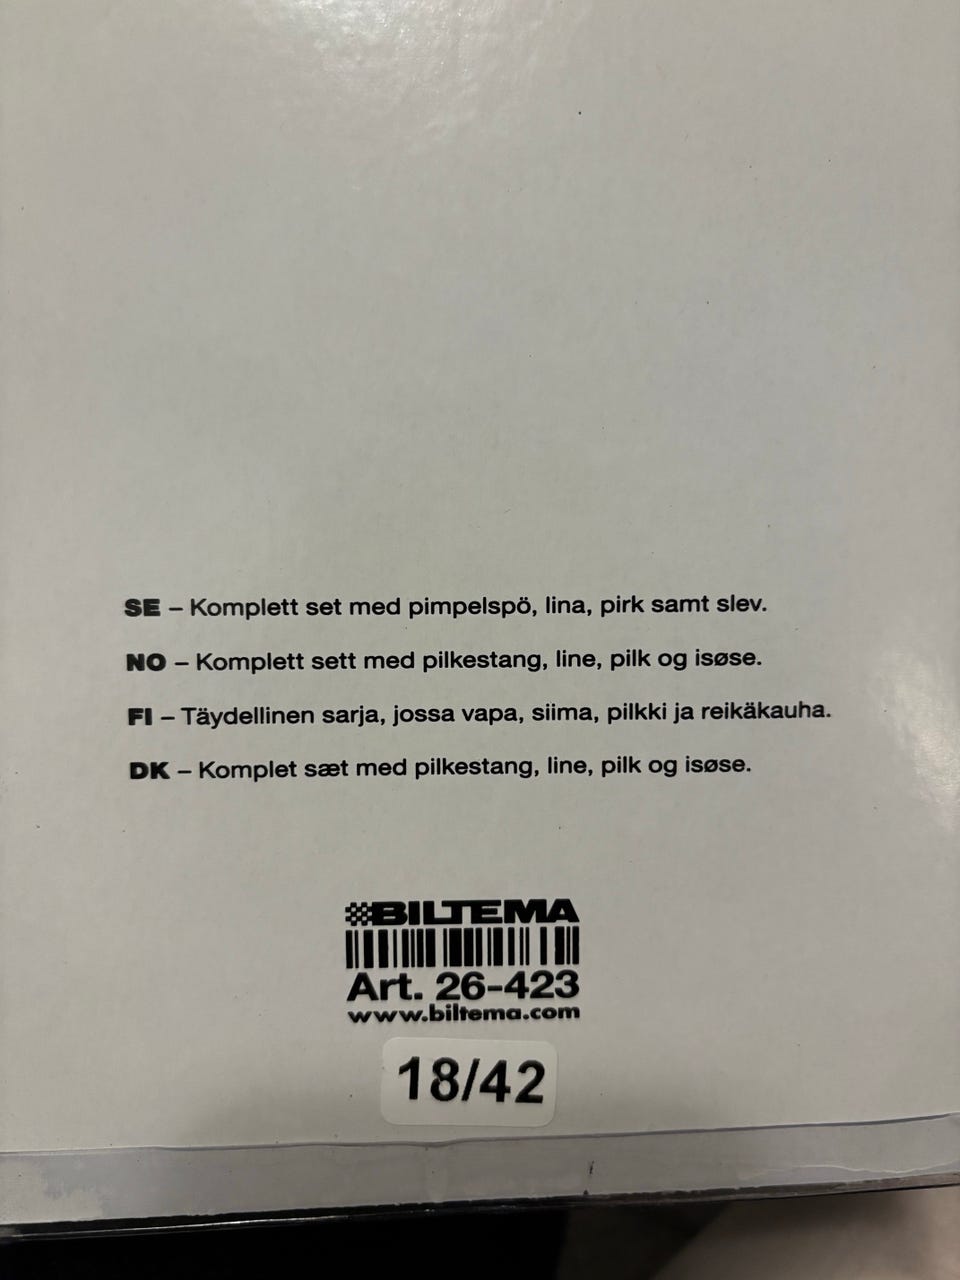 SE – Komplett set med pimpelspö, lina, pirk samt slev.
NO – Komplett sett med pilkestang, line, pilk og isøse.
FI – Täydellinen sarja, jossa vapa, siima, pilkki ja reikäkauha.
DK – Komplet sæt med pilkestang, line, pilk og isøse.
BILTEMA
Art. 26-423
www.biltema.com
18/42